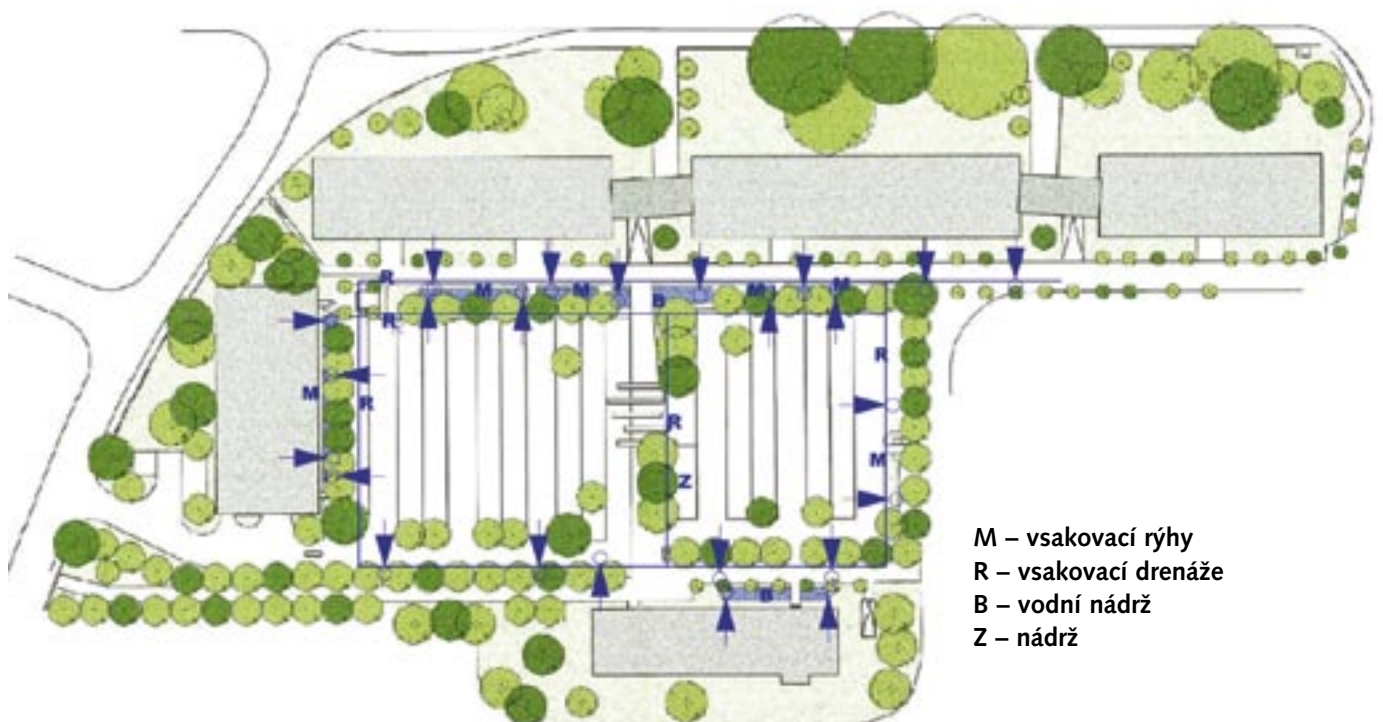 R
M
M
B
M
M
R
R
M
R
R
M
Z
B
M – vsakovací rýhy
R – vsakovací drenáže
B – vodní nádrž
Z – nádrž